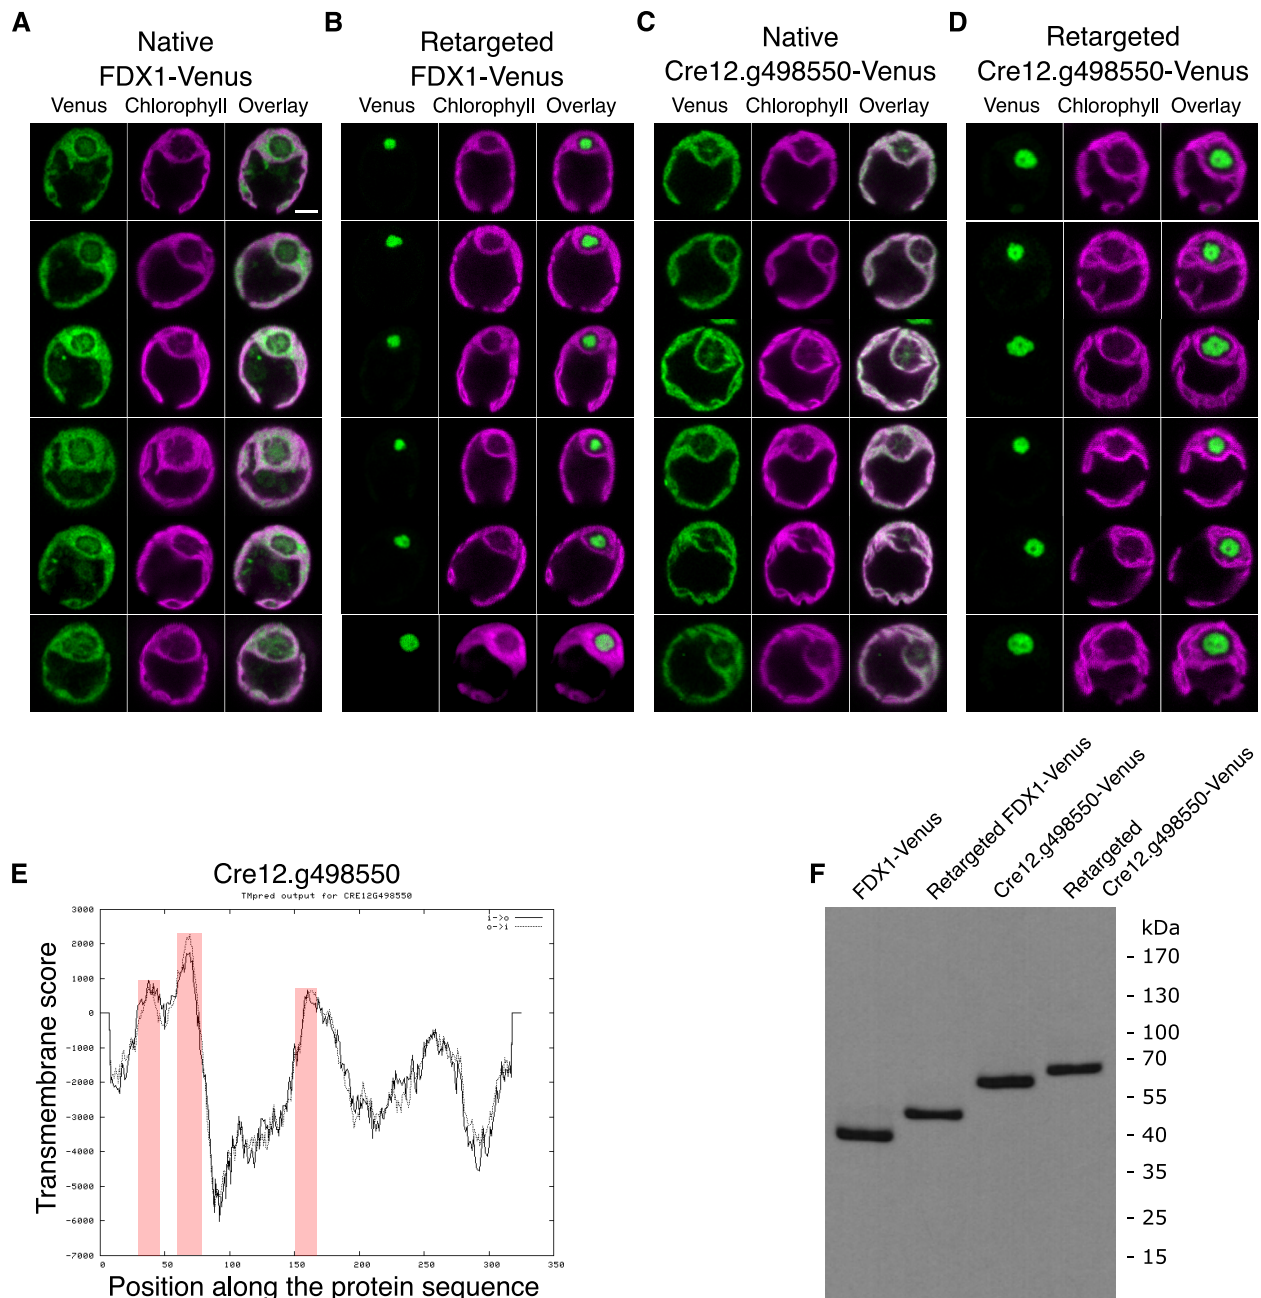 A
Native
FDX1-Venus
Venus Chlorophyll Overlay
B
Retargeted
FDX1-Venus
Venus Chlorophyll Overlay
C
Native
Cre12.g498550-Venus
Venus Chlorophyll Overlay
D
Retargeted
Cre12.g498550-Venus
Venus Chlorophyll Overlay
E
Cre12.g498550
TMpred output for CRE12G498550
i->o
o->i
Transmembrane score
3000
2000
1000
0
-1000
-2000
-3000
-4000
-5000
-6000
-7000
0 50 100 150 200 250 300 350
Position along the protein sequence
F
FDX1-Venus
Retargeted FDX1-Venus
Cre12.g498550-Venus
Retargeted
Cre12.g498550-Venus
kDa
- 170
- 130
- 100
- 70
- 55
- 40
- 35
- 25
- 15